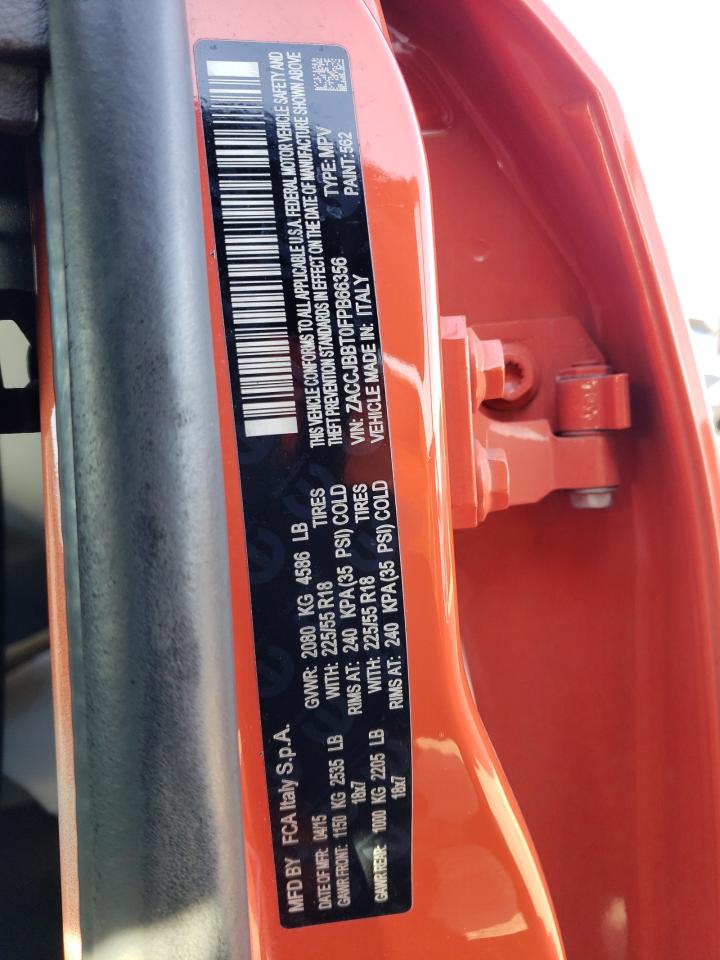 MFD BY FCA Italy S.p.A.
DATE OF MFR: 04/15 GVWR: 2080 KG 4586 LB
GAWR FRONT: 1150 KG 2535 LB WITH: 225/55 R18 TIRES
18x7 RIMS AT: 240 KPA(35 PSI) COLD
GAWR REAR: 1000 KG 2205 LB WITH: 225/55 R18 TIRES
18x7 RIMS AT: 240 KPA(35 PSI) COLD
THIS VEHICLE CONFORMS TO ALL APPLICABLE U.S.A. FEDERAL MOTOR VEHICLE SAFETY AND
THEFT PREVENTION STANDARDS IN EFFECT ON THE DATE OF MANUFACTURE SHOWN ABOVE
VIN: ZACCJBBT0FPB66356 TYPE: MPV
VEHICLE MADE IN: ITALY PAINT: 562